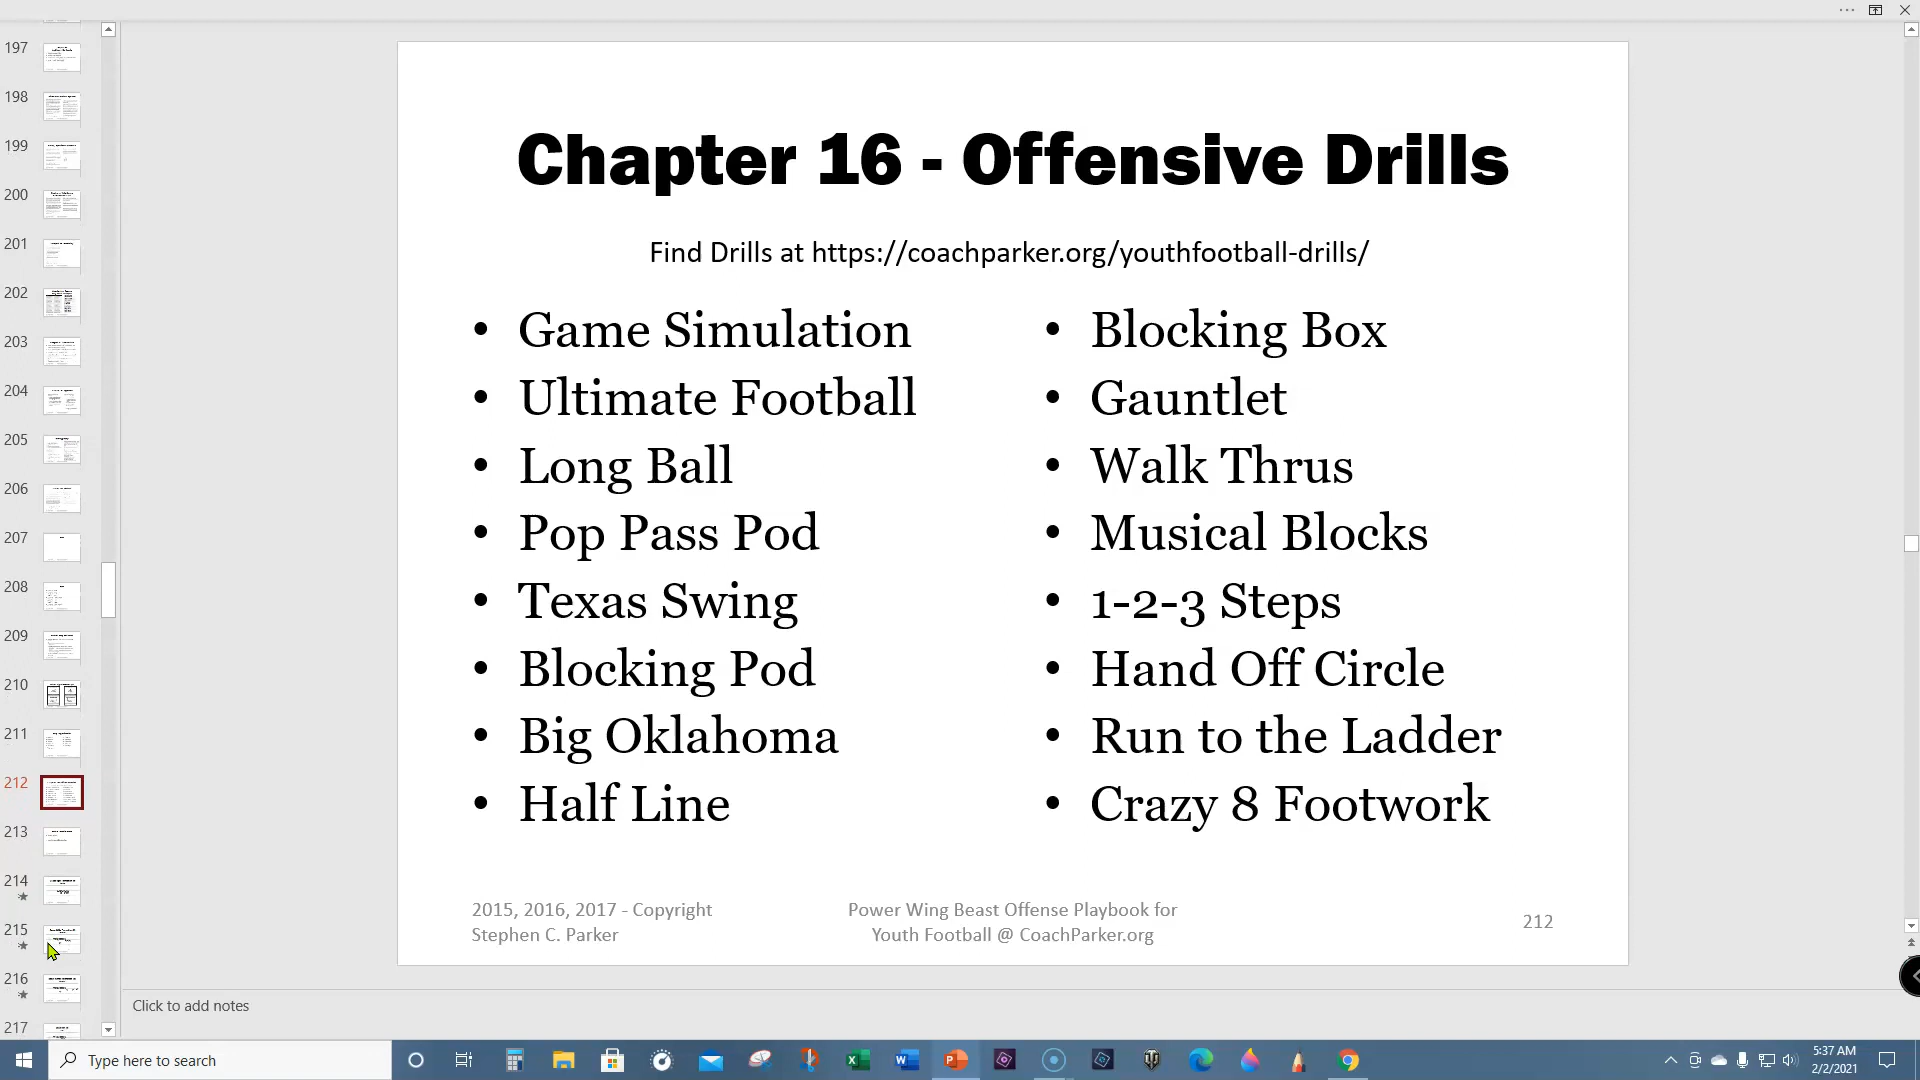 197
198
199
200
201
202
203
204
205
206
207
208
209
210
211
212
213
214
215
216
217
Chapter 16 - Offensive Drills
Find Drills at https://coachparker.org/youthfootball-drills/
• Game Simulation
• Ultimate Football
• Long Ball
• Pop Pass Pod
• Texas Swing
• Blocking Pod
• Big Oklahoma
• Half Line
• Blocking Box
• Gauntlet
• Walk Thrus
• Musical Blocks
• 1-2-3 Steps
• Hand Off Circle
• Run to the Ladder
• Crazy 8 Footwork
2015, 2016, 2017 - Copyright
Stephen C. Parker
Power Wing Beast Offense Playbook for
Youth Football @ CoachParker.org
212
Click to add notes
Type here to search
5:37 AM
2/2/2021